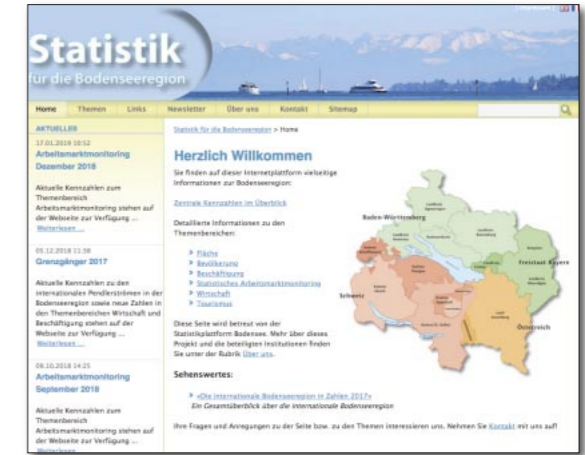 Impressum
Statistik
für die Bodenseeregion
Home Themen Links Newsletter Über uns Kontakt Sitemap
AKTUELLES
17.01.2019 10:52
Arbeitsmarktmonitoring
Dezember 2018
Aktuelle Kennzahlen zum
Themenbereich
Arbeitsmarktmonitoring stehen auf
der Webseite zur Verfügung ...
Weiterlesen ...
05.12.2018 11:38
Grenzgänger 2017
Aktuelle Kennzahlen zu den
internationalen Pendlerströmen in der
Bodenseeregion sowie neue Zahlen in
den Themenbereichen Wirtschaft und
Beschäftigung stehen auf der
Webseite zur Verfügung ...
Weiterlesen ...
09.10.2018 14:25
Arbeitsmarktmonitoring
September 2018
Aktuelle Kennzahlen zum
Themenbereich
Arbeitsmarktmonitoring stehen auf
der Webseite zur Verfügung ...
Weiterlesen ...
Statistik für die Bodenseeregion > Home
Herzlich Willkommen
Sie finden auf dieser Internetplattform vielseitige
Informationen zur Bodenseeregion:
Zentrale Kennzahlen im Überblick
Detaillierte Informationen zu den
Themenbereichen:
Fläche
Bevölkerung
Beschäftigung
Statistisches Arbeitsmarktmonitoring
Wirtschaft
Tourismus
Diese Seite wird betreut von der
Statistikplattform Bodensee. Mehr über dieses
Projekt und die beteiligten Institutionen finden
Sie unter der Rubrik Über uns.
Sehenswertes:
«Die internationale Bodenseeregion in Zahlen 2017»
Ein Gesamtüberblick über die internationale Bodenseeregion
Ihre Fragen und Anregungen zu der Seite bzw. zu den Themen interessieren uns. Nehmen Sie Kontakt mit uns auf!
Baden-Württemberg
Freistaat Bayern
Schweiz
Österreich